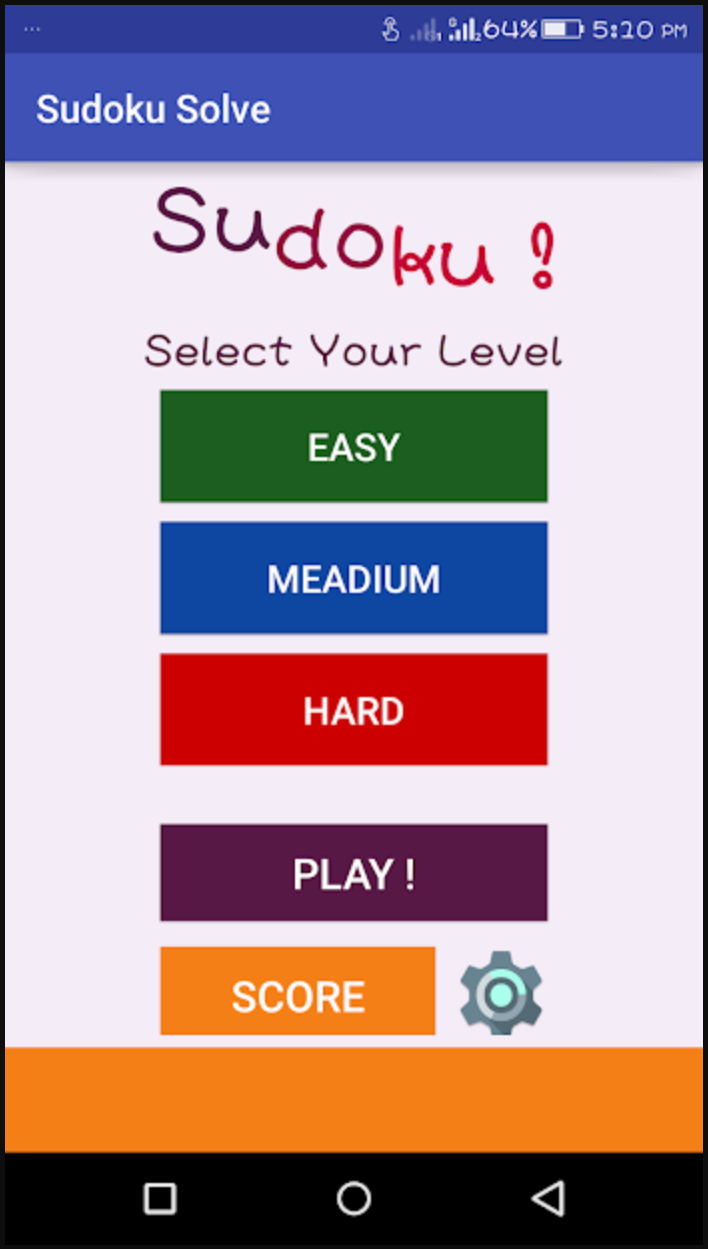 64% 5:20 PM
Sudoku Solve
Sudoku !
Select Your Level
EASY
MEADIUM
HARD
PLAY !
SCORE